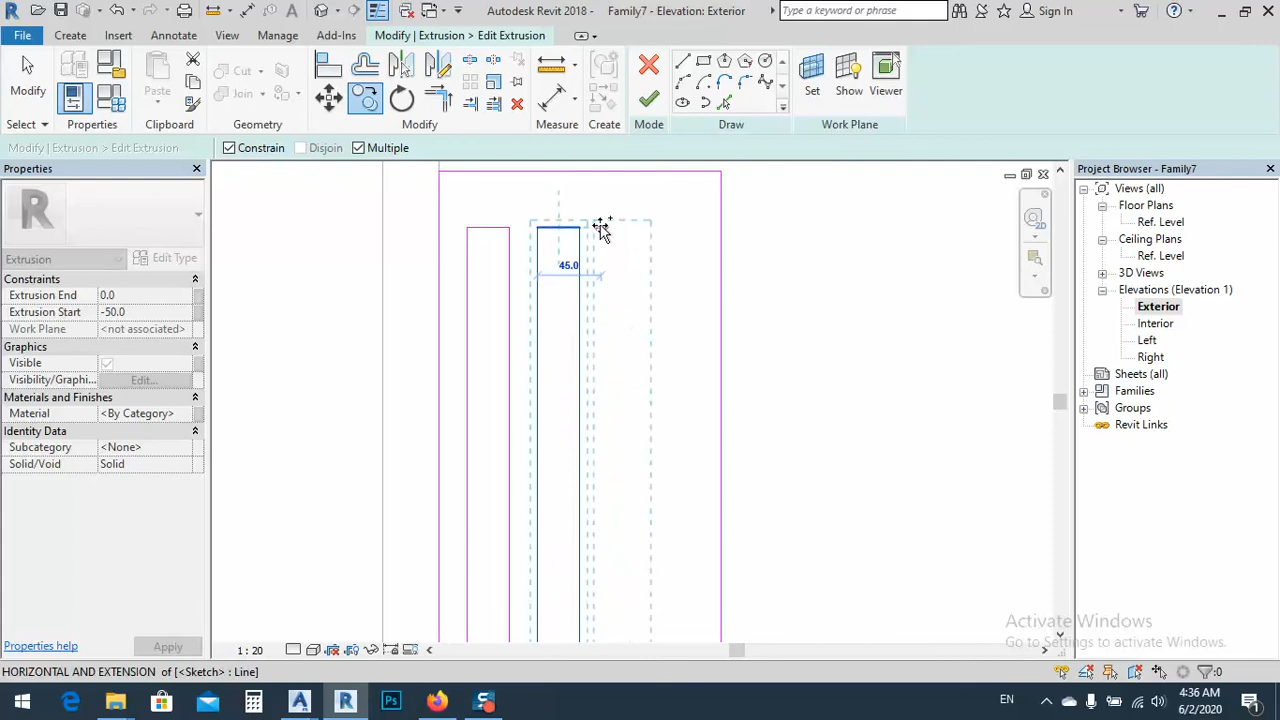 Autodesk Revit 2018 - Family7 - Elevation: Exterior
Type a keyword or phrase
Sign In
File Create Insert Annotate View Manage Add-Ins Modify | Extrusion > Edit Extrusion
Modify
Paste
Cut
Join
Set Show Viewer
Select Properties Clipboard Geometry Modify Measure Create Mode Draw Work Plane
Modify | Extrusion > Edit Extrusion
Constrain Disjoin Multiple
Properties
Extrusion
Edit Type
Constraints
Extrusion End 0.0
Extrusion Start -50.0
Work Plane <not associated>
Graphics
Visible
Visibility/Graphi... Edit...
Materials and Finishes
Material <By Category>
Identity Data
Subcategory <None>
Solid/Void Solid
Properties help
Apply
45.0
Project Browser - Family7
Views (all)
Floor Plans
Ref. Level
Ceiling Plans
Ref. Level
3D Views
Elevations (Elevation 1)
Exterior
Interior
Left
Right
Sheets (all)
Families
Groups
Revit Links
Activate Windows
Go to Settings to activate Windows.
1 : 20
HORIZONTAL AND EXTENSION of [<Sketch> : Line]
:0
EN
4:36 AM
6/2/2020